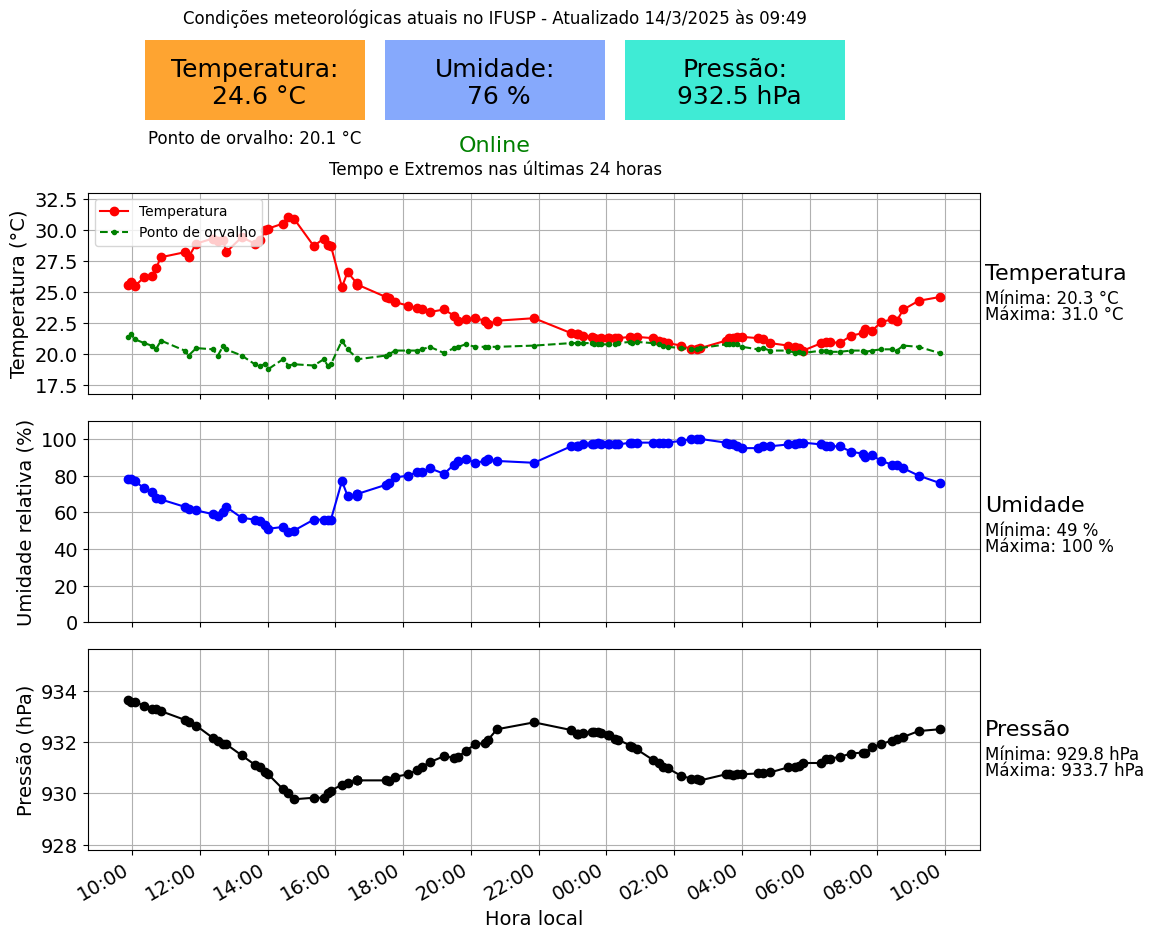 Condições meteorológicas atuais no IFUSP - Atualizado 14/3/2025 às 09:49
Temperatura:
24.6 °C
Umidade:
76 %
Pressão:
932.5 hPa
Ponto de orvalho: 20.1 °C
Online
Tempo e Extremos nas últimas 24 horas
Temperatura (°C)
32.5
30.0
27.5
25.0
22.5
20.0
17.5
Temperatura
Ponto de orvalho
Temperatura
Mínima: 20.3 °C
Máxima: 31.0 °C
Umidade relativa (%)
100
80
60
40
20
0
Umidade
Mínima: 49 %
Máxima: 100 %
Pressão (hPa)
934
932
930
928
Pressão
Mínima: 929.8 hPa
Máxima: 933.7 hPa
10:00 12:00 14:00 16:00 18:00 20:00 22:00 00:00 02:00 04:00 06:00 08:00 10:00
Hora local